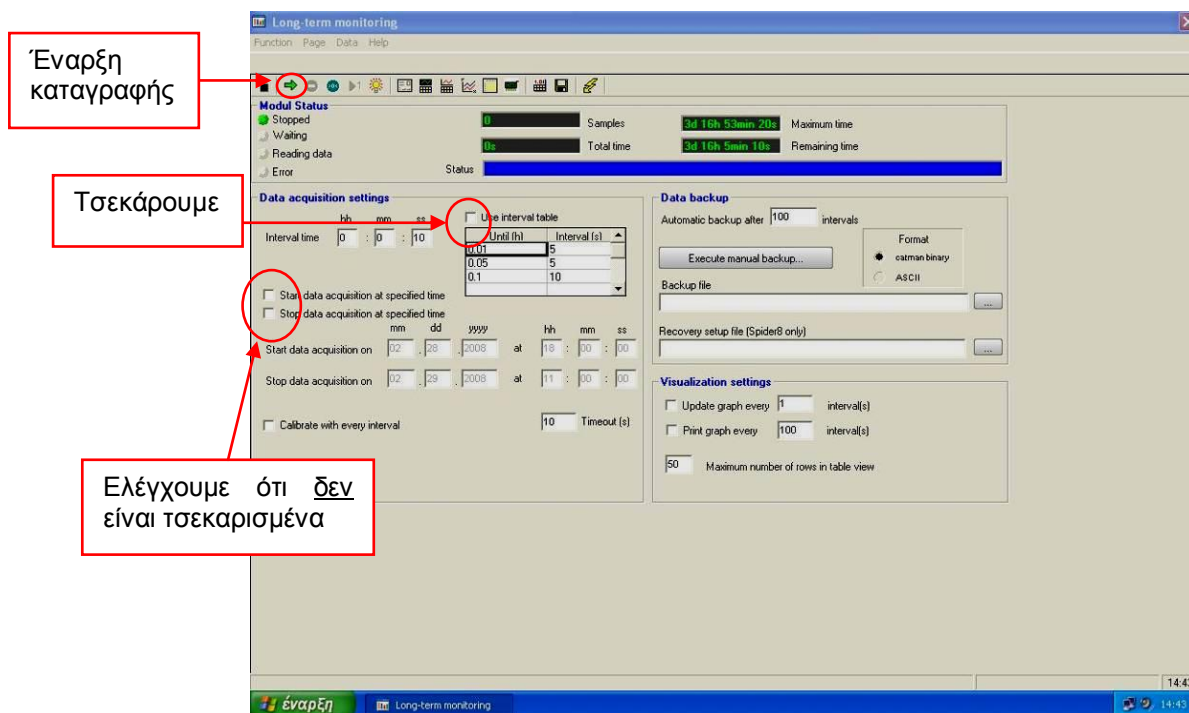 Long-term monitoring
Function Page Data Help
Έναρξη
καταγραφής
Modul Status
Stopped
Waiting
Reading data
Error
0 Samples
0s Total time
3d 16h 53min 20s Maximum time
3d 16h 5min 10s Remaining time
Status
Τσεκάρουμε
Data acquisition settings
hh mm ss
Interval time 0 : 0 : 10
Use interval table
Until (h) Interval (s)
0.01 5
0.05 5
0.1 10
Start data acquisition at specified time
Stop data acquisition at specified time
mm dd yyyy hh mm ss
Start data acquisition on 02 . 28 . 2008 at 18 : 00 : 00
Stop data acquisition on 02 . 29 . 2008 at 11 : 00 : 00
Calibrate with every interval
10 Timeout (s)
Ελέγχουμε ότι δεν
είναι τσεκαρισμένα
Data backup
Automatic backup after 100 intervals
Execute manual backup...
Format
catman binary
ASCII
Backup file
...
Recovery setup file (Spider8 only)
...
Visualization settings
Update graph every 1 interval(s)
Print graph every 100 interval(s)
50 Maximum number of rows in table view
έναρξη
Long-term monitoring
14:43